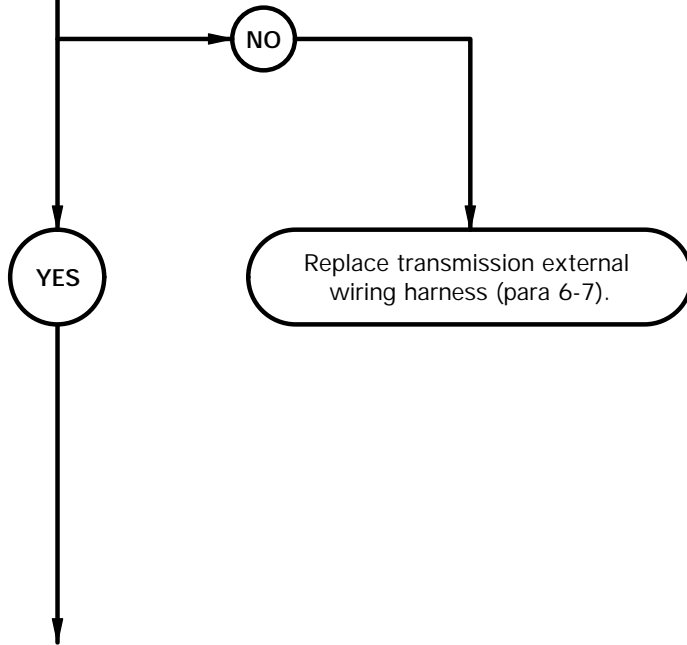 NO
YES
Replace transmission external
wiring harness (para 6-7).